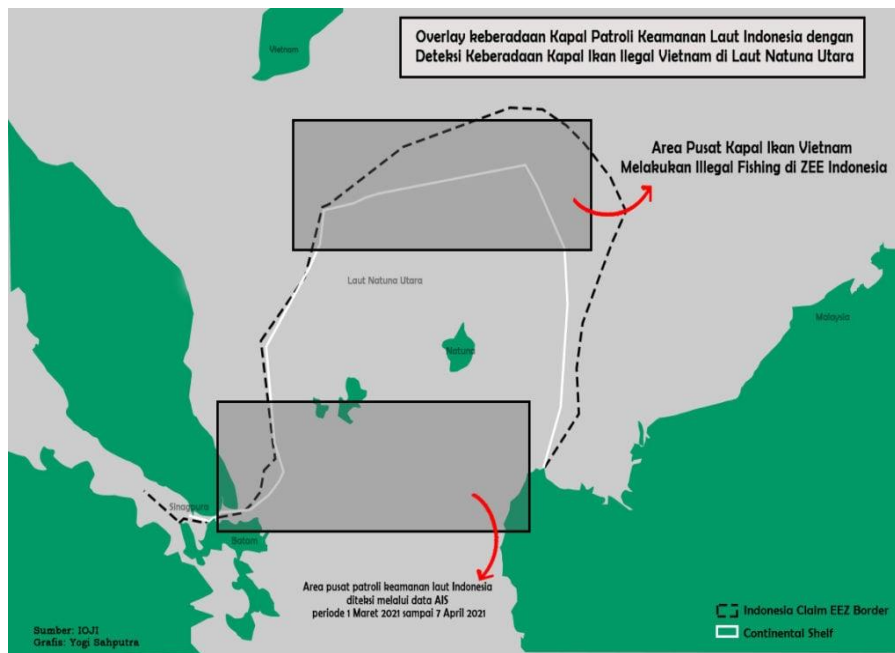 Overlay keberadaan Kapal Patroli Keamanan Laut Indonesia dengan
Deteksi Keberadaan Kapal Ikan Ilegal Vietnam di Laut Natuna Utara
Vietnam
Area Pusat Kapal Ikan Vietnam
Melakukan Illegal Fishing di ZEE Indonesia
Laut Natuna Utara
Malaysia
Natuna
Sinagpura
Batam
Area pusat patroli keamanan laut Indonesia
diteksi melalui data AIS
periode 1 Maret 2021 sampai 7 April 2021
Indonesia Claim EEZ Border
Continental Shelf
Sumber: IOJI
Grafis: Yogi Sahputra